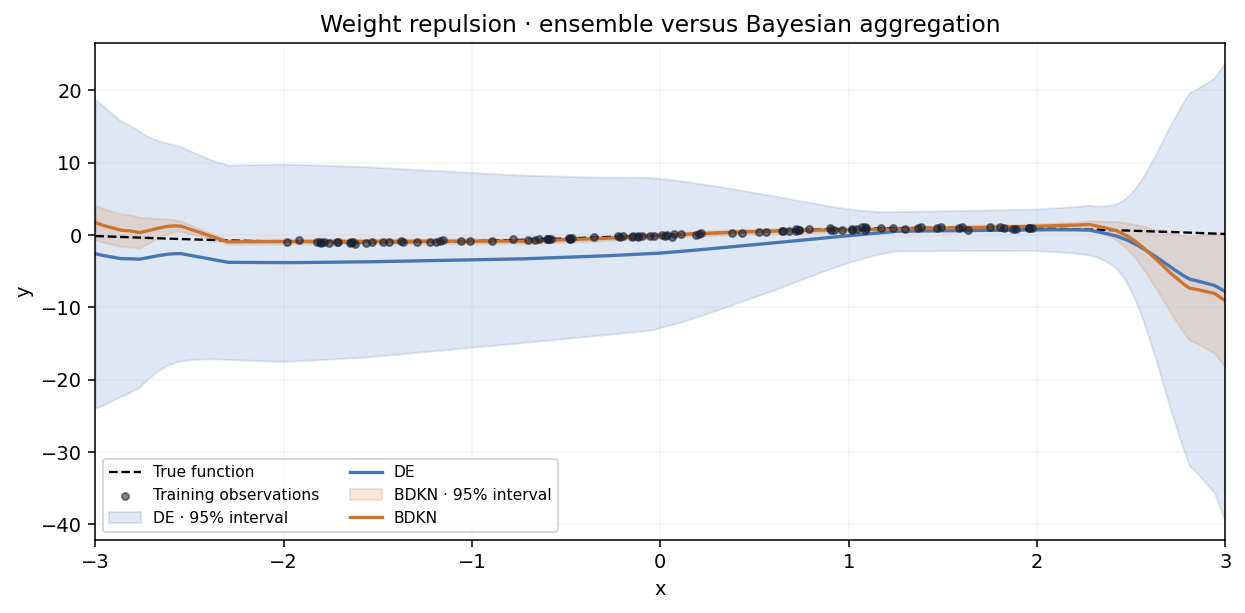 Weight repulsion · ensemble versus Bayesian aggregation
20
10
0
−10
−20
−30
−40
y
True function
Training observations
DE · 95% interval
DE
BDKN · 95% interval
BDKN
−3
−2
−1
0
1
2
3
x